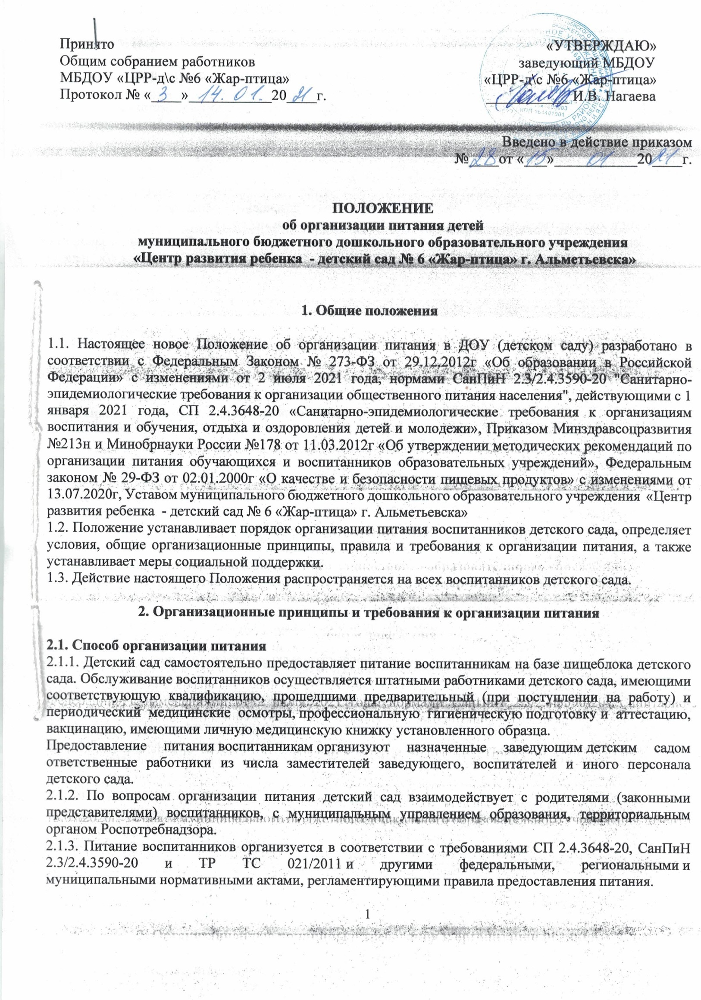 Принято
Общим собранием работников
МБДОУ «ЦРР-д\с №6 «Жар-птица»
Протокол № «3» 14. 01. 2021 г.
«УТВЕРЖДАЮ»
заведующий МБДОУ
«ЦРР-д\с №6 «Жар-птица»
И.В. Нагаева
КПП 164401001
Введено в действие приказом
№ 28 от «15» 01 2021 г.
ПОЛОЖЕНИЕ
об организации питания детей
муниципального бюджетного дошкольного образовательного учреждения
«Центр развития ребенка - детский сад № 6 «Жар-птица» г. Альметьевска»
1. Общие положения
1.1. Настоящее новое Положение об организации питания в ДОУ (детском саду) разработано в
соответствии с Федеральным Законом № 273-ФЗ от 29.12.2012г «Об образовании в Российской
Федерации» с изменениями от 2 июля 2021 года, нормами СанПиН 2.3/2.4.3590-20 "Санитарно-
эпидемиологические требования к организации общественного питания населения", действующими с 1
января 2021 года, СП 2.4.3648-20 «Санитарно-эпидемиологические требования к организациям
воспитания и обучения, отдыха и оздоровления детей и молодежи», Приказом Минздравсоцразвития
№213н и Минобрнауки России №178 от 11.03.2012г «Об утверждении методических рекомендаций по
организации питания обучающихся и воспитанников образовательных учреждений», Федеральным
законом № 29-ФЗ от 02.01.2000г «О качестве и безопасности пищевых продуктов» с изменениями от
13.07.2020г, Уставом муниципального бюджетного дошкольного образовательного учреждения «Центр
развития ребенка - детский сад № 6 «Жар-птица» г. Альметьевска»
1.2. Положение устанавливает порядок организации питания воспитанников детского сада, определяет
условия, общие организационные принципы, правила и требования к организации питания, а также
устанавливает меры социальной поддержки.
1.3. Действие настоящего Положения распространяется на всех воспитанников детского сада.
2. Организационные принципы и требования к организации питания
2.1. Способ организации питания
2.1.1. Детский сад самостоятельно предоставляет питание воспитанникам на базе пищеблока детского
сада. Обслуживание воспитанников осуществляется штатными работниками детского сада, имеющими
соответствующую квалификацию, прошедшими предварительный (при поступлении на работу) и
периодический медицинские осмотры, профессиональную гигиеническую подготовку и аттестацию,
вакцинацию, имеющими личную медицинскую книжку установленного образца.
Предоставление питания воспитанникам организуют назначенные заведующим детским садом
ответственные работники из числа заместителей заведующего, воспитателей и иного персонала
детского сада.
2.1.2. По вопросам организации питания детский сад взаимодействует с родителями (законными
представителями) воспитанников, с муниципальным управлением образования, территориальным
органом Роспотребнадзора.
2.1.3. Питание воспитанников организуется в соответствии с требованиями СП 2.4.3648-20, СанПиН
2.3/2.4.3590-20 и ТР ТС 021/2011 и другими федеральными, региональными и
муниципальными нормативными актами, регламентирующими правила предоставления питания.
1